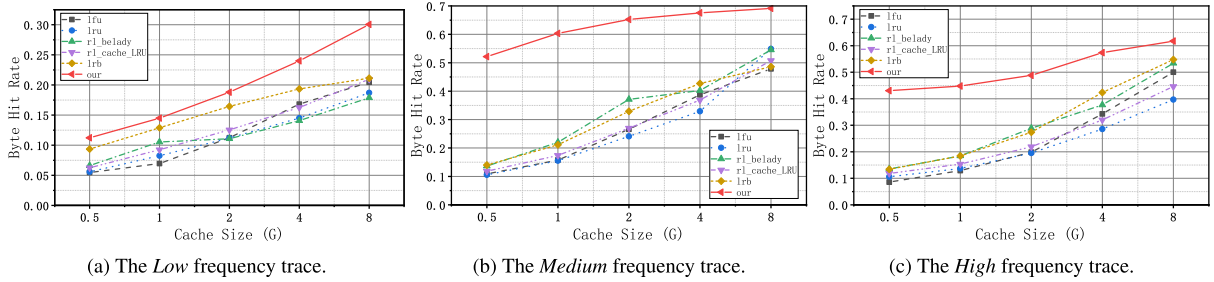 0.30
0.25
0.20
0.15
0.10
0.05
0.00
Byte Hit Rate
lfu
lru
rl_belady
rl_cache_LRU
lrb
our
0.5 1 2 4 8
Cache Size (G)
(a) The Low frequency trace.
0.7
0.6
0.5
0.4
0.3
0.2
0.1
0.0
Byte Hit Rate
lfu
lru
rl_belady
rl_cache_LRU
lrb
our
0.5 1 2 4 8
Cache Size (G)
(b) The Medium frequency trace.
0.7
0.6
0.5
0.4
0.3
0.2
0.1
0.0
Byte Hit Rate
lfu
lru
rl_belady
rl_cache_LRU
lrb
our
0.5 1 2 4 8
Cache Size (G)
(c) The High frequency trace.